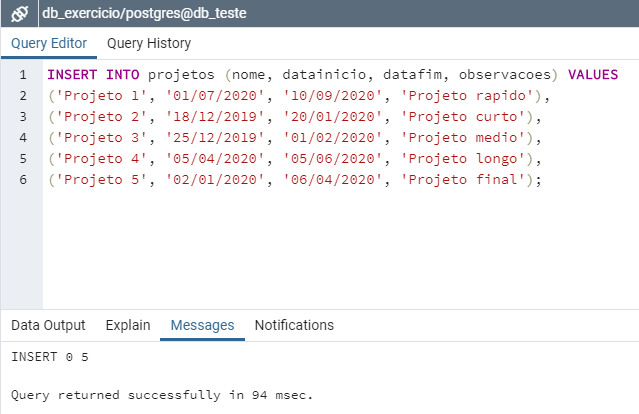 db_exercicio/postgres@db_teste
Query Editor Query History
1 INSERT INTO projetos (nome, datainicio, datafim, observacoes) VALUES
2 ('Projeto 1', '01/07/2020', '10/09/2020', 'Projeto rapido'),
3 ('Projeto 2', '18/12/2019', '20/01/2020', 'Projeto curto'),
4 ('Projeto 3', '25/12/2019', '01/02/2020', 'Projeto medio'),
5 ('Projeto 4', '05/04/2020', '05/06/2020', 'Projeto longo'),
6 ('Projeto 5', '02/01/2020', '06/04/2020', 'Projeto final');
Data Output Explain Messages Notifications
INSERT 0 5
Query returned successfully in 94 msec.